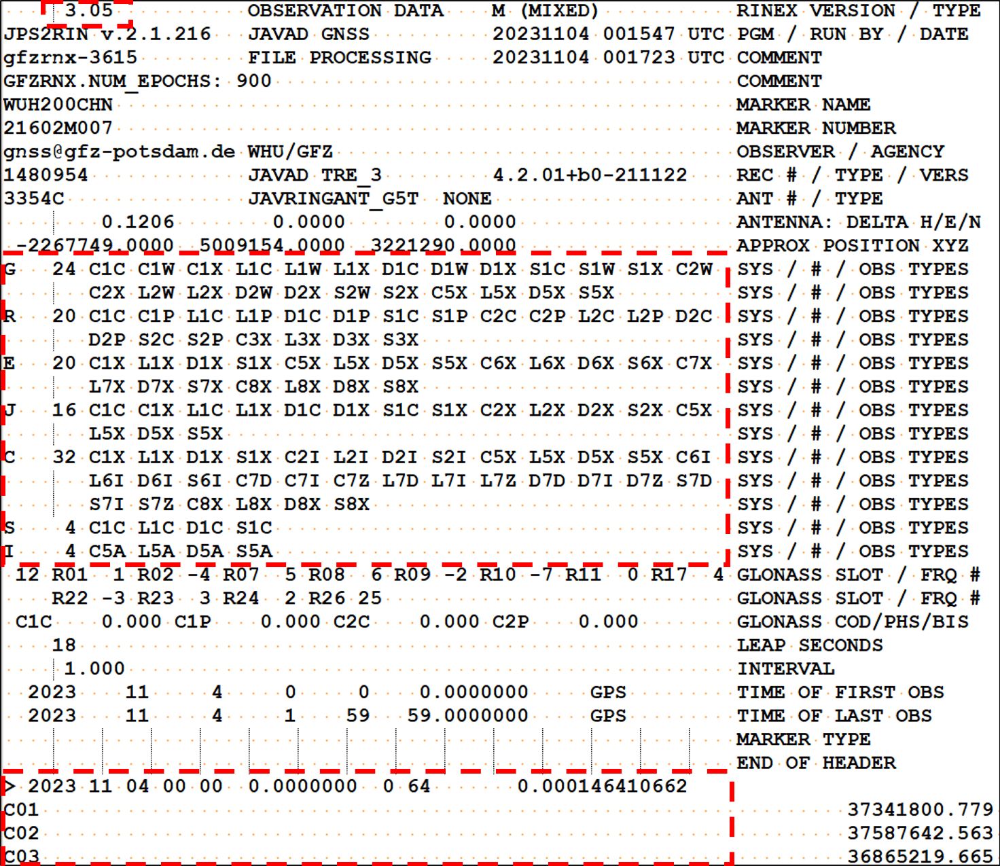 3.05 OBSERVATION DATA M (MIXED) RINEX VERSION / TYPE
JPS2RIN v.2.1.216 JAVAD GNSS 20231104 001547 UTC PGM / RUN BY / DATE
gfzrnx-3615 FILE PROCESSING 20231104 001723 UTC COMMENT
GFZRNX.NUM_EPOCHS: 900 COMMENT
WUH200CHN MARKER NAME
21602M007 MARKER NUMBER
gnss@gfz-potsdam.de WHU/GFZ OBSERVER / AGENCY
1480954 JAVAD TRE_3 4.2.01+b0-211122 REC # / TYPE / VERS
3354C JAVRINGANT_G5T NONE ANT # / TYPE
0.1206 0.0000 0.0000 ANTENNA: DELTA H/E/N
-2267749.0000 5009154.0000 3221290.0000 APPROX POSITION XYZ
G 24 C1C C1W C1X L1C L1W L1X D1C D1W D1X S1C S1W S1X C2W SYS / # / OBS TYPES
C2X L2W L2X D2W D2X S2W S2X C5X L5X D5X S5X SYS / # / OBS TYPES
R 20 C1C C1P L1C L1P D1C D1P S1C S1P C2C C2P L2C L2P D2C SYS / # / OBS TYPES
D2P S2C S2P C3X L3X D3X S3X SYS / # / OBS TYPES
E 20 C1X L1X D1X S1X C5X L5X D5X S5X C6X L6X D6X S6X C7X SYS / # / OBS TYPES
L7X D7X S7X C8X L8X D8X S8X SYS / # / OBS TYPES
J 16 C1C C1X L1C L1X D1C D1X S1C S1X C2X L2X D2X S2X C5X SYS / # / OBS TYPES
L5X D5X S5X SYS / # / OBS TYPES
C 32 C1X L1X D1X S1X C2I L2I D2I S2I C5X L5X D5X S5X C6I SYS / # / OBS TYPES
L6I D6I S6I C7D C7I C7Z L7D L7I L7Z D7D D7I D7Z S7D SYS / # / OBS TYPES
S7I S7Z C8X L8X D8X S8X SYS / # / OBS TYPES
S 4 C1C L1C D1C S1C SYS / # / OBS TYPES
I 4 C5A L5A D5A S5A SYS / # / OBS TYPES
12 R01 1 R02 -4 R07 5 R08 6 R09 -2 R10 -7 R11 0 R17 4 GLONASS SLOT / FRQ #
R22 -3 R23 3 R24 2 R26 25 GLONASS SLOT / FRQ #
C1C 0.000 C1P 0.000 C2C 0.000 C2P 0.000 GLONASS COD/PHS/BIS
18 LEAP SECONDS
1.000 INTERVAL
2023 11 4 0 0 0.0000000 GPS TIME OF FIRST OBS
2023 11 4 1 59 59.0000000 GPS TIME OF LAST OBS
MARKER TYPE
END OF HEADER
> 2023 11 04 00 00 0.0000000 0 64 0.000146410662
C01 37341800.779
C02 37587642.563
C03 36865219.665